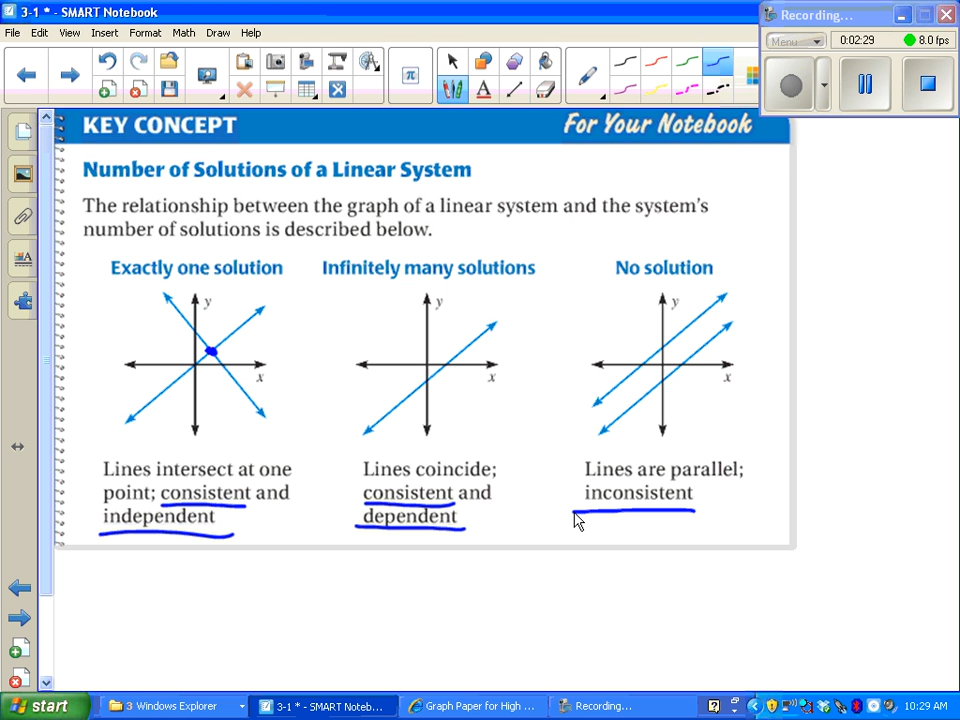 3-1 * - SMART Notebook
Recording...
File Edit View Insert Format Math Draw Help
Menu
0:02:29
8.0 fps
π
A
KEY CONCEPT
For Your Notebook
Number of Solutions of a Linear System
The relationship between the graph of a linear system and the system's
number of solutions is described below.
Exactly one solution
Infinitely many solutions
No solution
y
y
y
x
x
x
Lines intersect at one
point; consistent and
independent
Lines coincide;
consistent and
dependent
Lines are parallel;
inconsistent
start
3 Windows Explorer
3-1 * - SMART Noteb...
Graph Paper for High ...
Recording...
10:29 AM